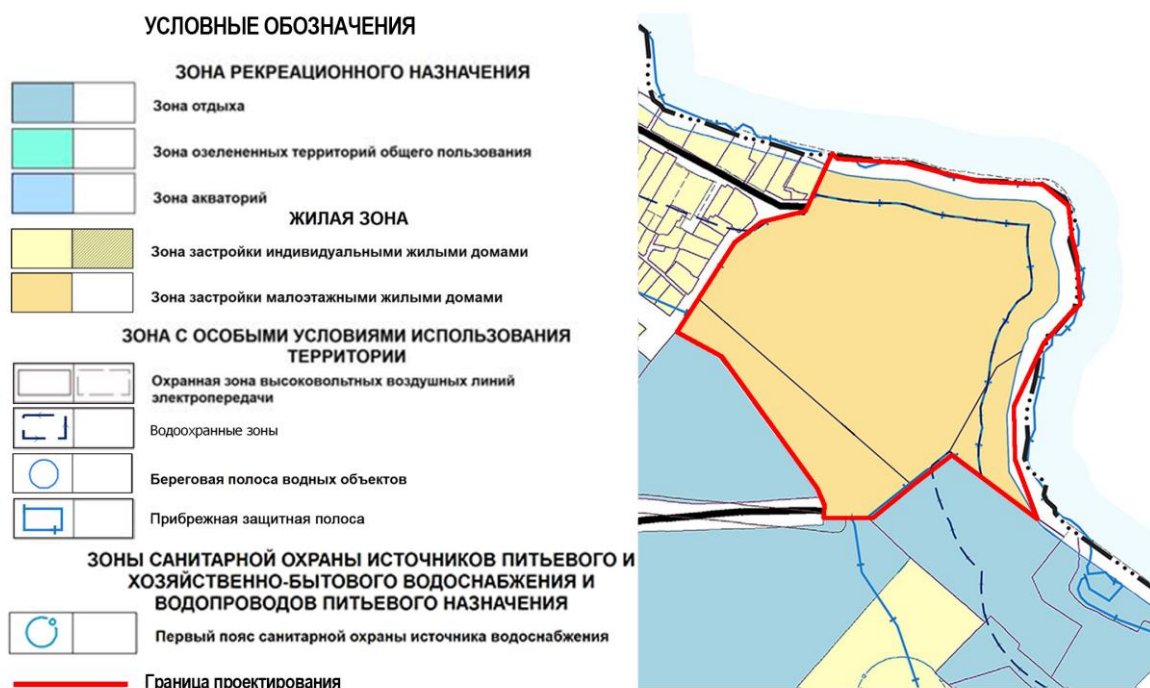 УСЛОВНЫЕ ОБОЗНАЧЕНИЯ
ЗОНА РЕКРЕАЦИОННОГО НАЗНАЧЕНИЯ
Зона отдыха
Зона озелененных территорий общего пользования
Зона акваторий
ЖИЛАЯ ЗОНА
Зона застройки индивидуальными жилыми домами
Зона застройки малоэтажными жилыми домами
ЗОНА С ОСОБЫМИ УСЛОВИЯМИ ИСПОЛЬЗОВАНИЯ
ТЕРРИТОРИИ
Охранная зона высоковольтных воздушных линий
электропередачи
Водоохранные зоны
Береговая полоса водных объектов
Прибрежная защитная полоса
ЗОНЫ САНИТАРНОЙ ОХРАНЫ ИСТОЧНИКОВ ПИТЬЕВОГО И
ХОЗЯЙСТВЕННО-БЫТОВОГО ВОДОСНАБЖЕНИЯ И
ВОДОПРОВОДОВ ПИТЬЕВОГО НАЗНАЧЕНИЯ
Первый пояс санитарной охраны источника водоснабжения
Граница проектирования